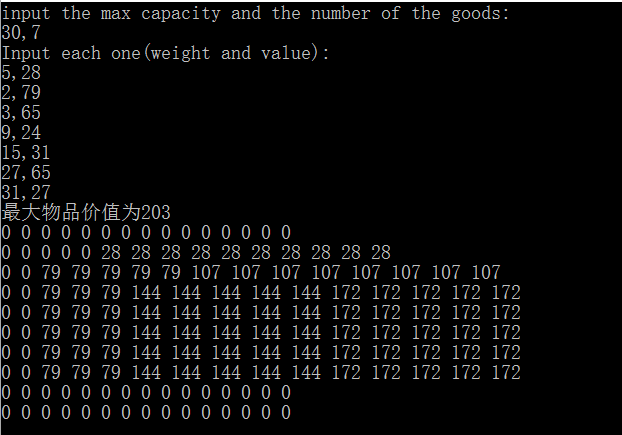 input the max capacity and the number of the goods:
30,7
Input each one(weight and value):
5,28
2,79
3,65
9,24
15,31
27,65
31,27
最大物品价值为203
0 0 0 0 0 0 0 0 0 0 0 0 0 0 0
0 0 0 0 0 28 28 28 28 28 28 28 28 28 28
0 0 79 79 79 79 79 107 107 107 107 107 107 107 107
0 0 79 79 79 144 144 144 144 144 172 172 172 172 172
0 0 79 79 79 144 144 144 144 144 172 172 172 172 172
0 0 79 79 79 144 144 144 144 144 172 172 172 172 172
0 0 79 79 79 144 144 144 144 144 172 172 172 172 172
0 0 79 79 79 144 144 144 144 144 172 172 172 172 172
0 0 0 0 0 0 0 0 0 0 0 0 0 0 0
0 0 0 0 0 0 0 0 0 0 0 0 0 0 0